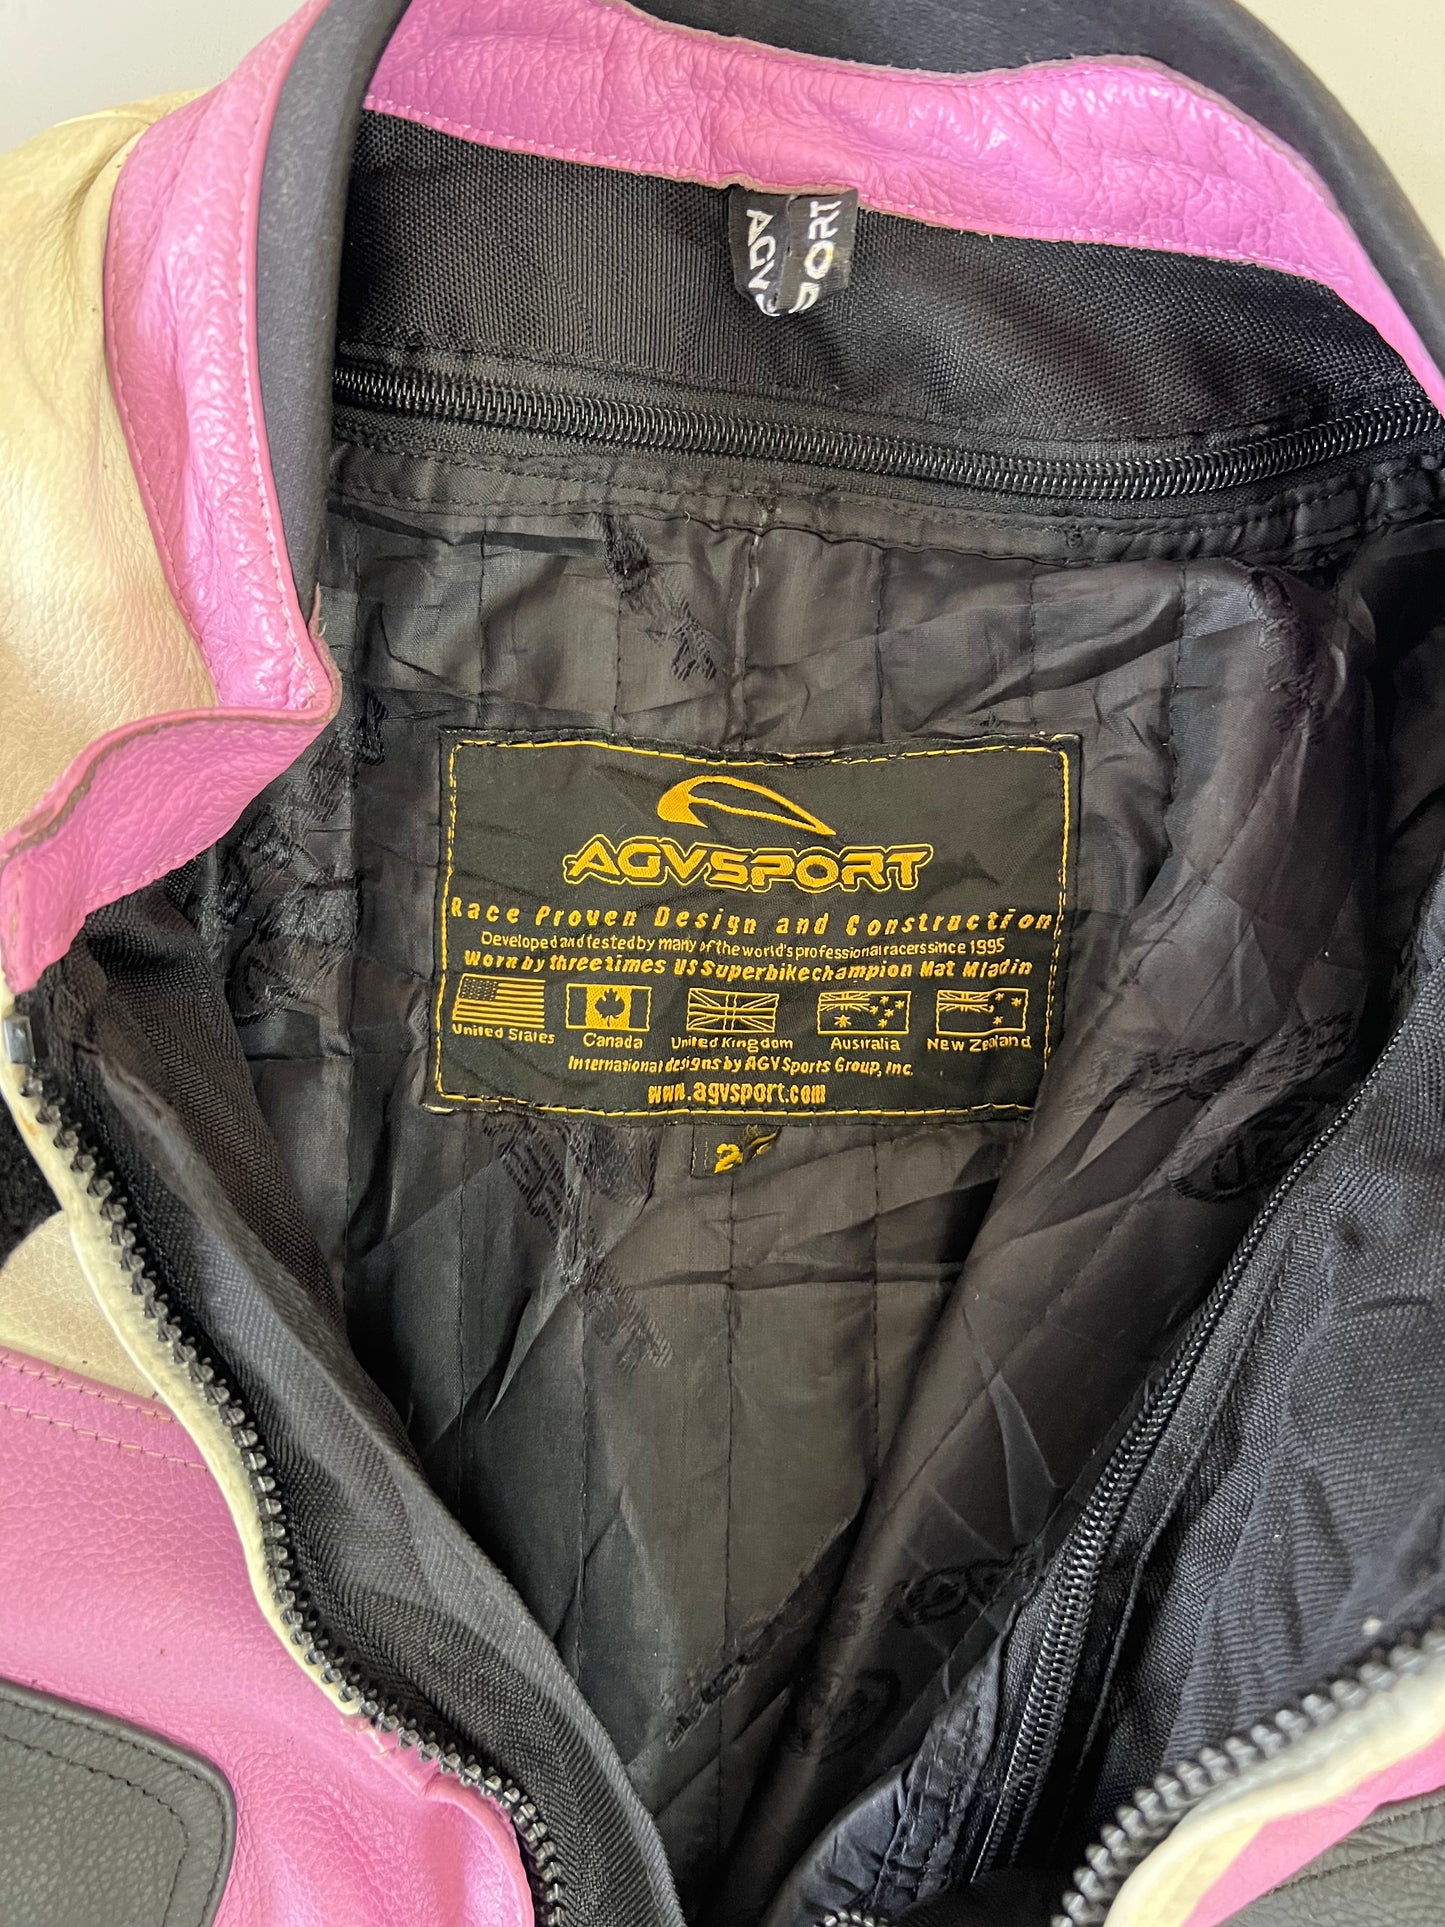 AGV SPORT
AGVSPORT
Race Proven Design and Construction
Developed and tested by many of the world's professional racers since 1995
Worn by three times US Superbike champion Mat Mladin
United States Canada United Kingdom Australia New Zealand
International designs by AGV Sports Group, Inc.
www.agvsport.com